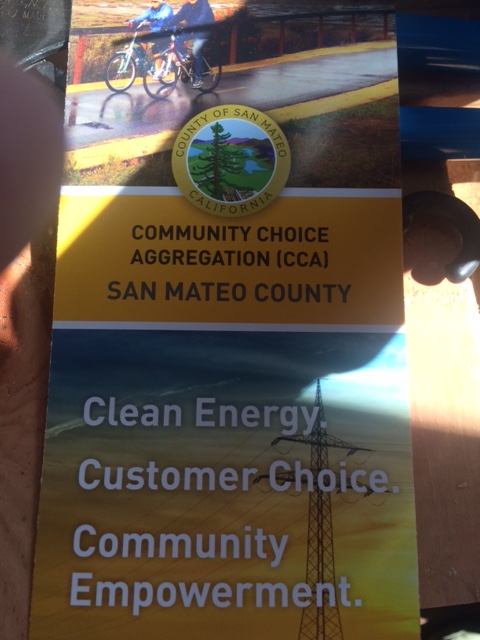 COUNTY OF SAN MATEO
CALIFORNIA
COMMUNITY CHOICE
AGGREGATION (CCA)
SAN MATEO COUNTY
Clean Energy.
Customer Choice.
Community
Empowerment.